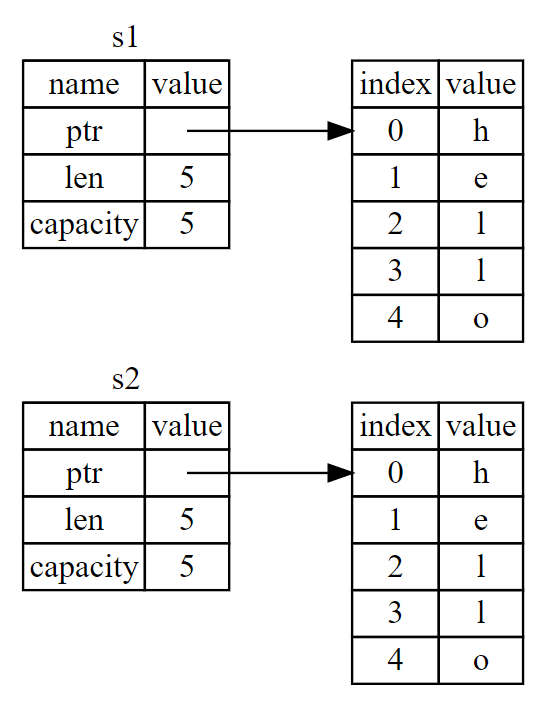 s1
name value
ptr
len 5
capacity 5
index value
0 h
1 e
2 l
3 l
4 o
s2
name value
ptr
len 5
capacity 5
index value
0 h
1 e
2 l
3 l
4 o